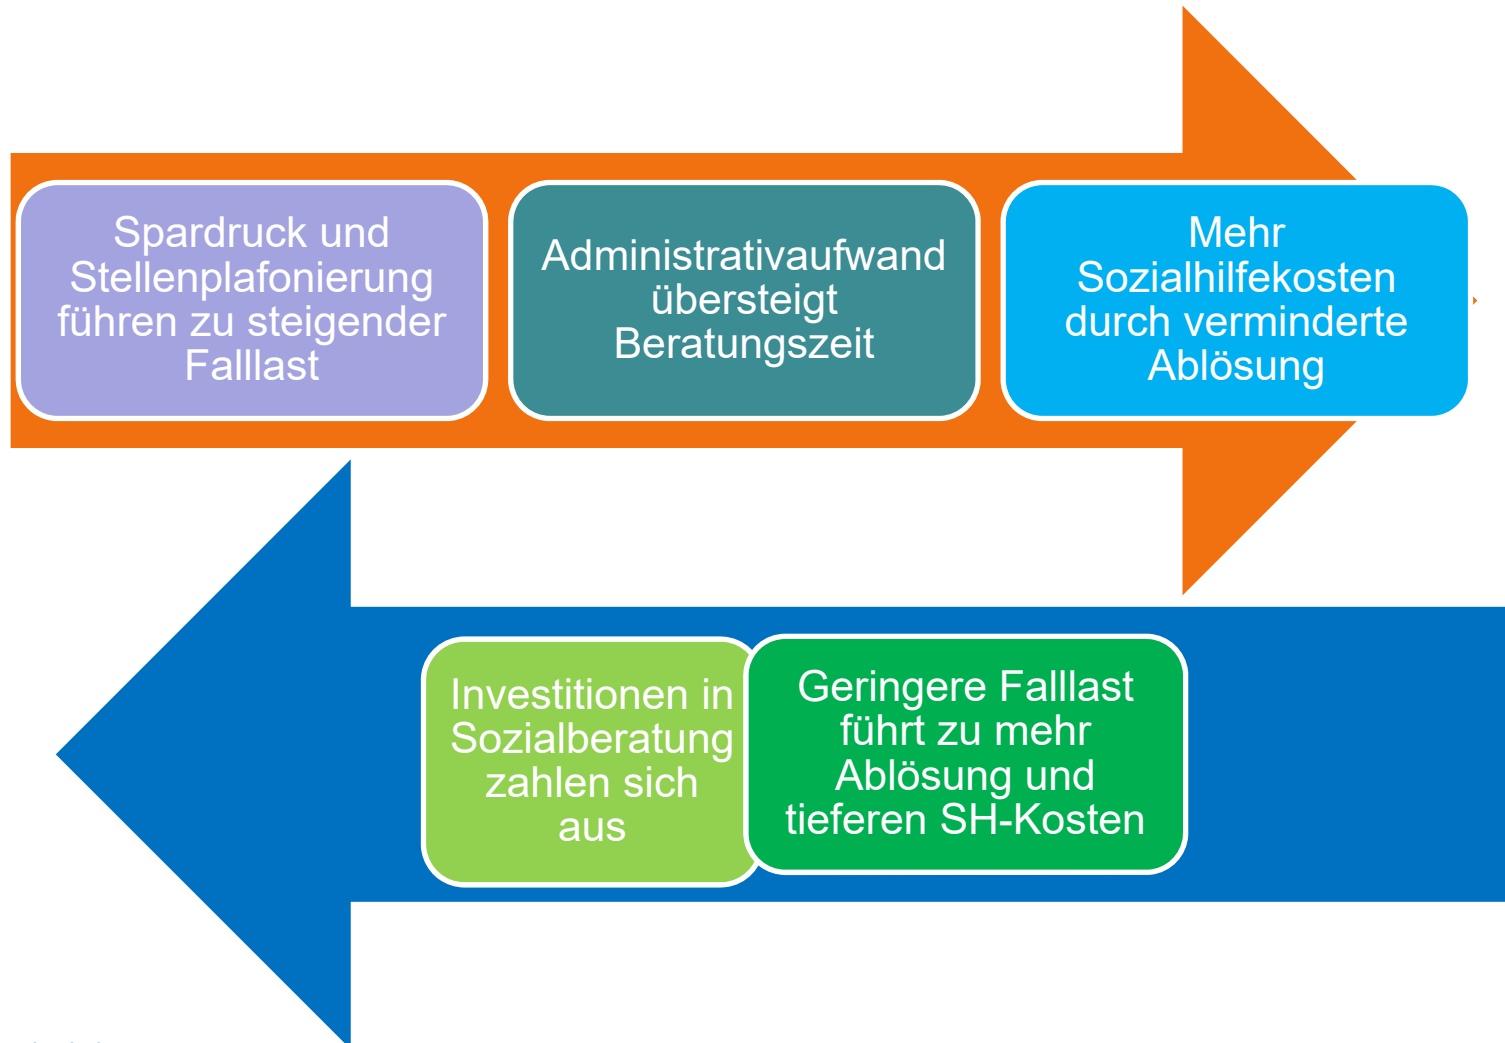 Spardruck und
Stellenplafonierung
führen zu steigender
Falllast
Administrativaufwand
übersteigt
Beratungszeit
Mehr
Sozialhilfekosten
durch verminderte
Ablösung
Investitionen in
Sozialberatung
zahlen sich
aus
Geringere Falllast
führt zu mehr
Ablösung und
tieferen SH-Kosten